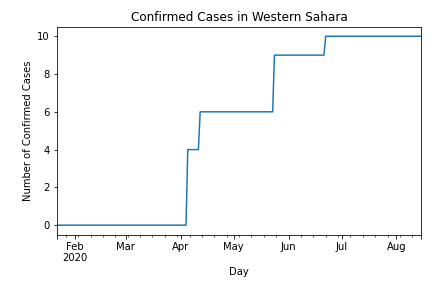 Confirmed Cases in Western Sahara
Number of Confirmed Cases
10
8
6
4
2
0
Feb Mar Apr May Jun Jul Aug
2020
Day